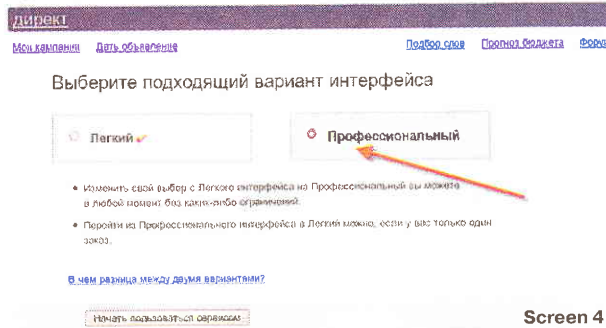 директ
Мои кампании Дать объявление Подбор слов Прогноз бюджета Фору
Выберите подходящий вариант интерфейса
Легкий Профессиональный
• Изменить свой выбор с Легкого интерфейса на Профессиональный вы можете
в любой момент без каких-либо ограничений.
• Перейти из Профессионального интерфейса в Легкий можно, если у вас только один
заказ.
В чем разница между двумя вариантами?
Начать пользоваться сервисом
Screen 4